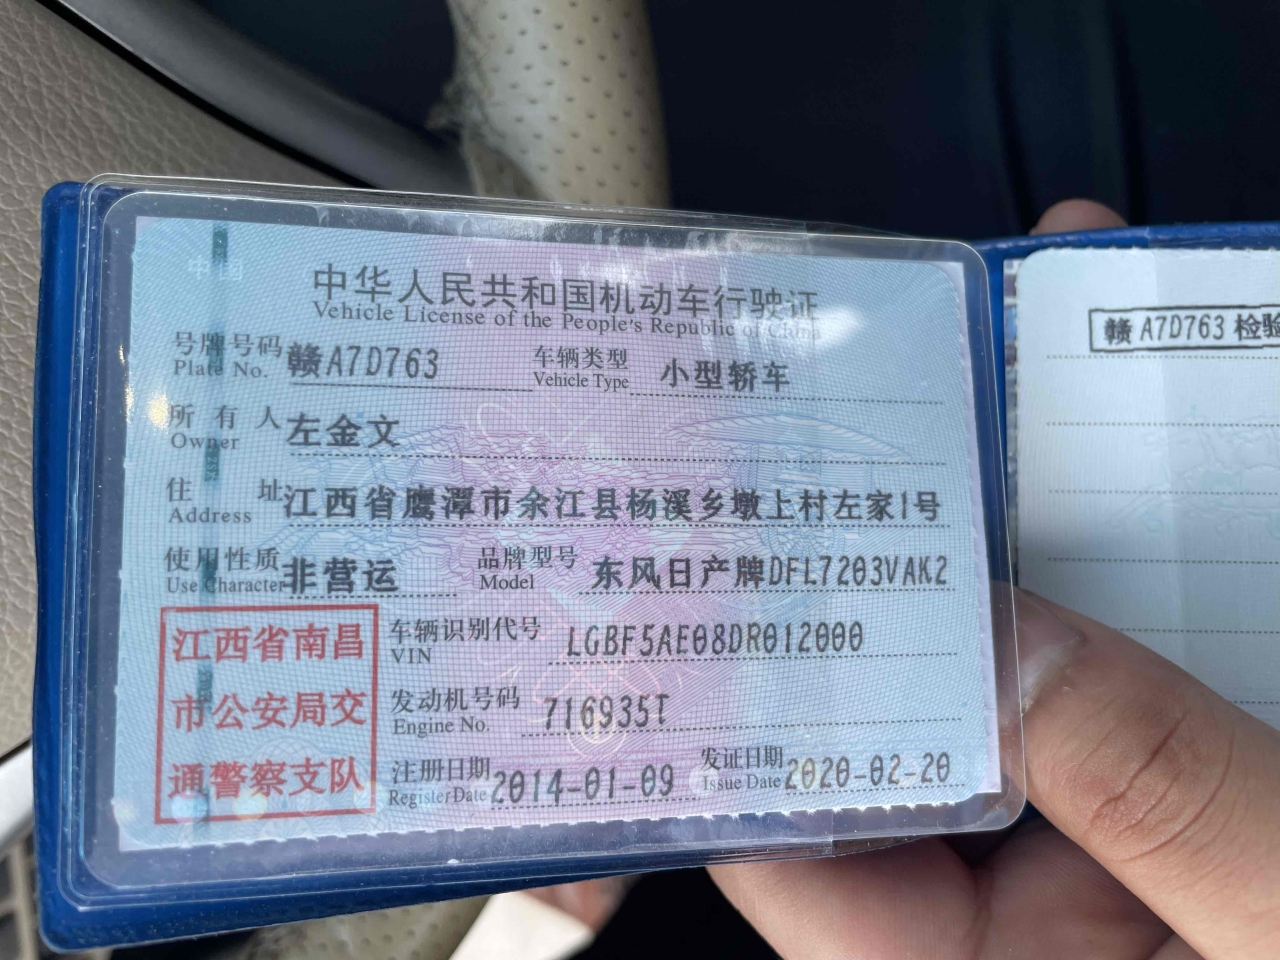 中华人民共和国机动车行驶证
Vehicle License of the People's Republic of China
号牌号码 赣A7D763 车辆类型 小型轿车
Plate No. Vehicle Type
所有人 左金文
Owner
住址 江西省鹰潭市余江县杨溪乡墩上村左家1号
Address
使用性质 非营运 品牌型号 东风日产牌DFL7203VAK2
Use Character Model
江西省南昌
市公安局交
通警察支队
车辆识别代号 LGBF5AE08DR012000
VIN
发动机号码 716935T
Engine No.
注册日期 2014-01-09 发证日期 2020-02-20
Register Date Issue Date
赣A7D763 检验